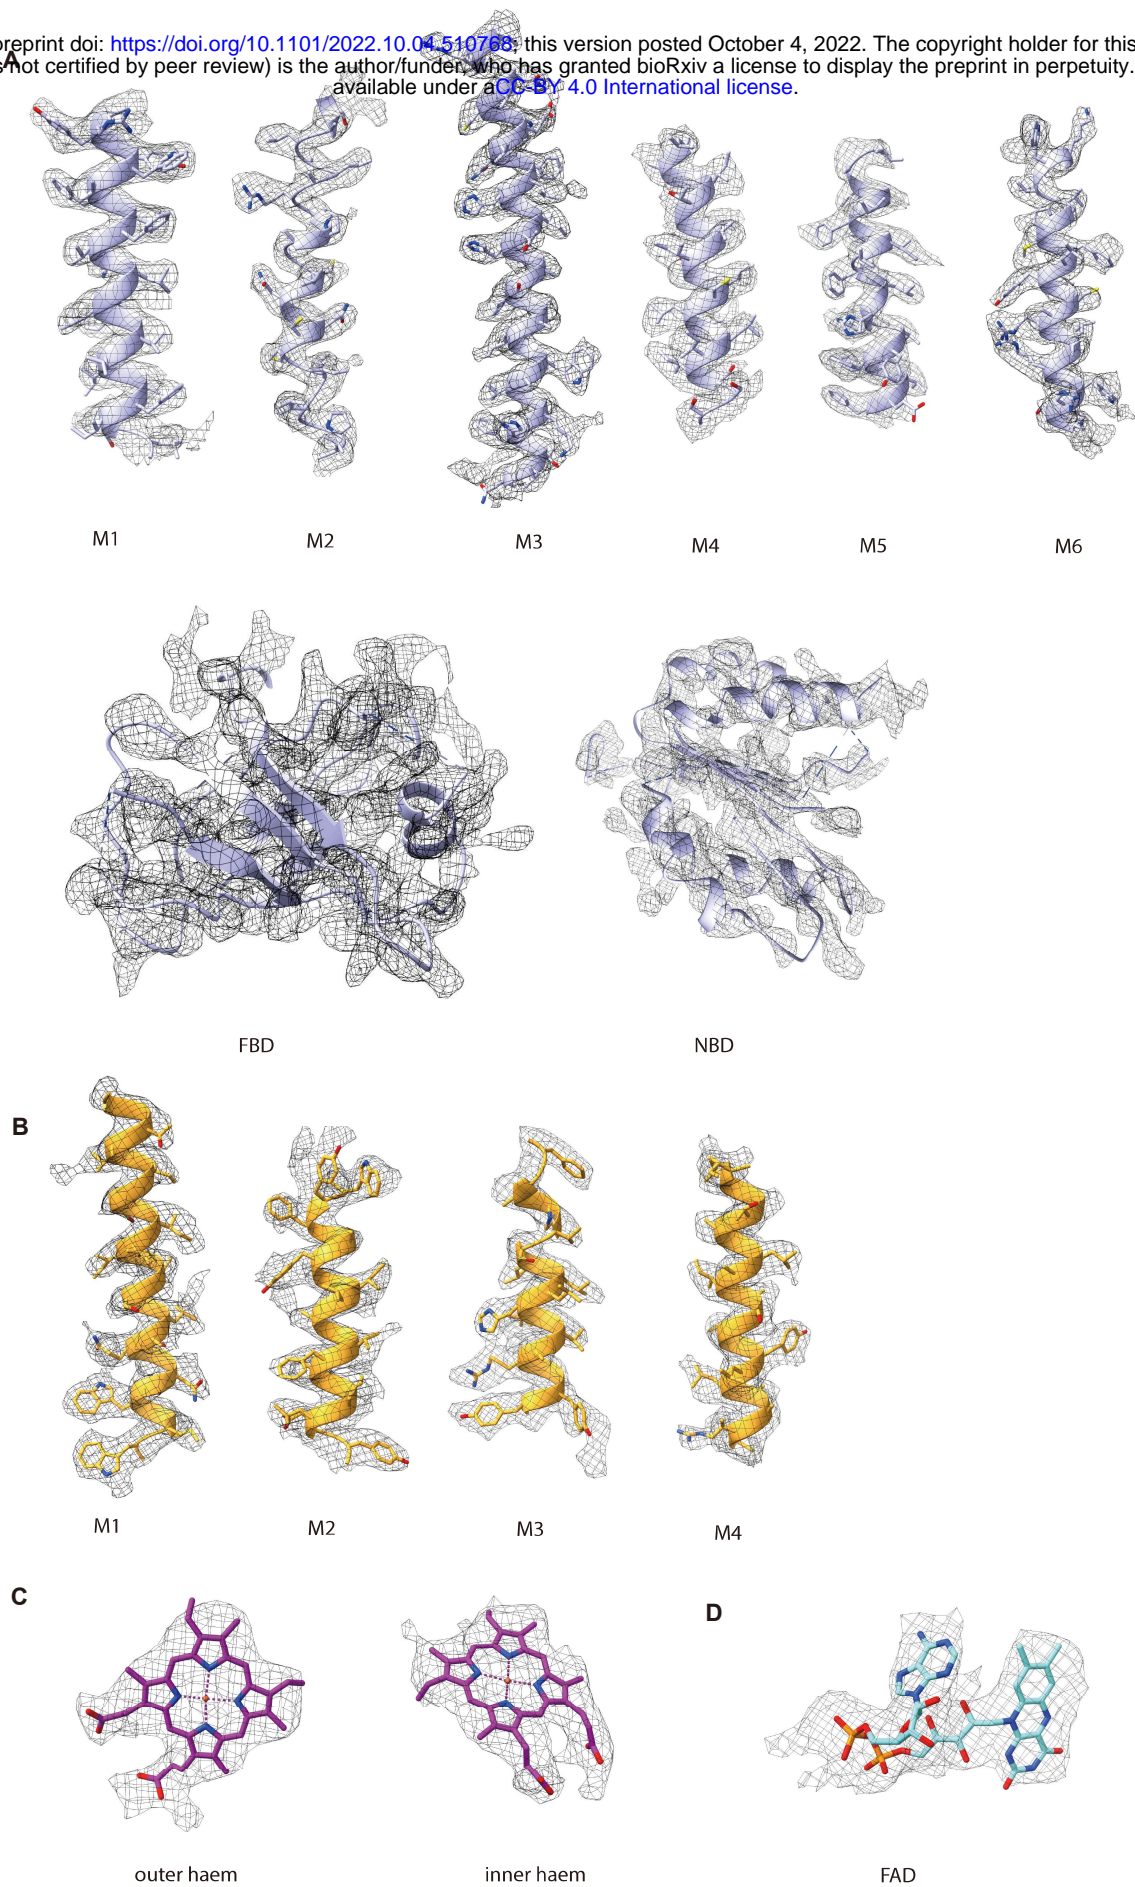 preprint doi: https://doi.org/10.1101/2022.10.04.510768; this version posted October 4, 2022. The copyright holder for this
not certified by peer review) is the author/funder, who has granted bioRxiv a license to display the preprint in perpetuity.
available under aCC-BY 4.0 International license.
A
M1 M2 M3 M4 M5 M6
FBD NBD
B
M1 M2 M3 M4
C
D
outer haem inner haem FAD